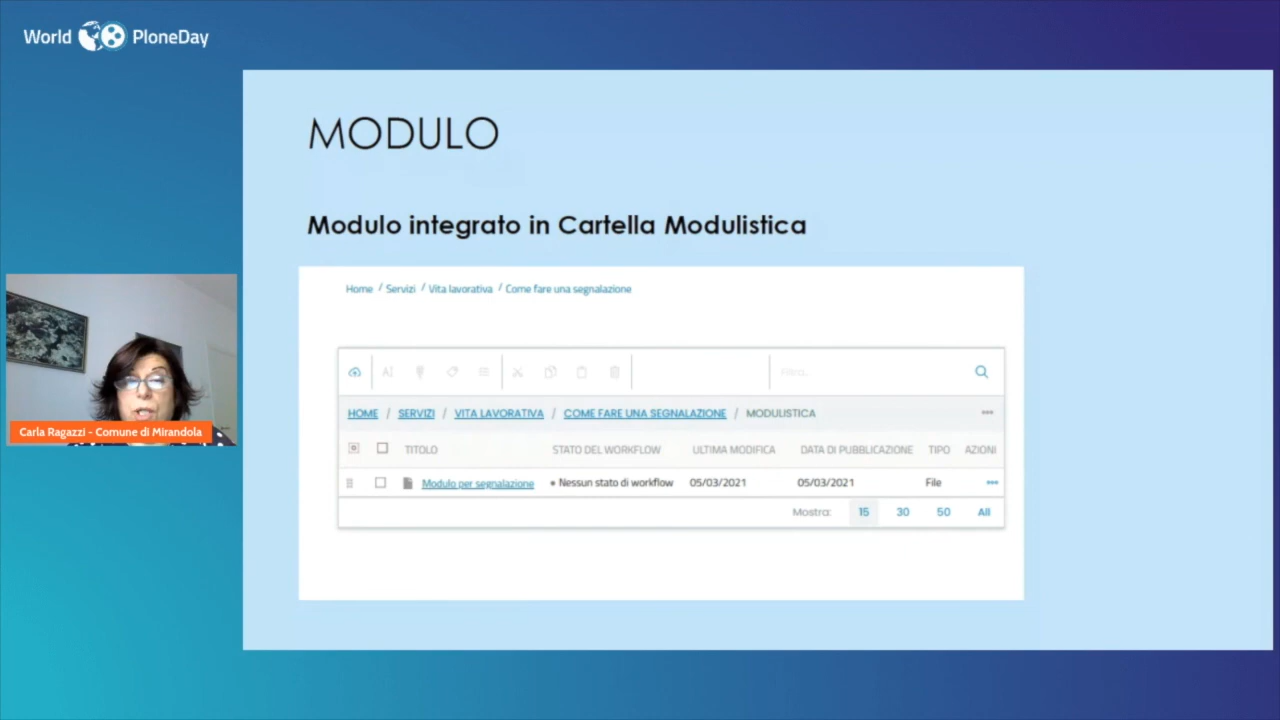 World PloneDay
MODULO
Modulo integrato in Cartella Modulistica
Home / Servizi / Vita lavorativa / Come fare una segnalazione
Filtra...
HOME / SERVIZI / VITA LAVORATIVA / COME FARE UNA SEGNALAZIONE / MODULISTICA
TITOLO STATO DEL WORKFLOW ULTIMA MODIFICA DATA DI PUBBLICAZIONE TIPO AZIONI
Modulo per segnalazione • Nessun stato di workflow 05/03/2021 05/03/2021 File
Mostra: 15 30 50 All
Carla Ragazzi - Comune di Mirandola